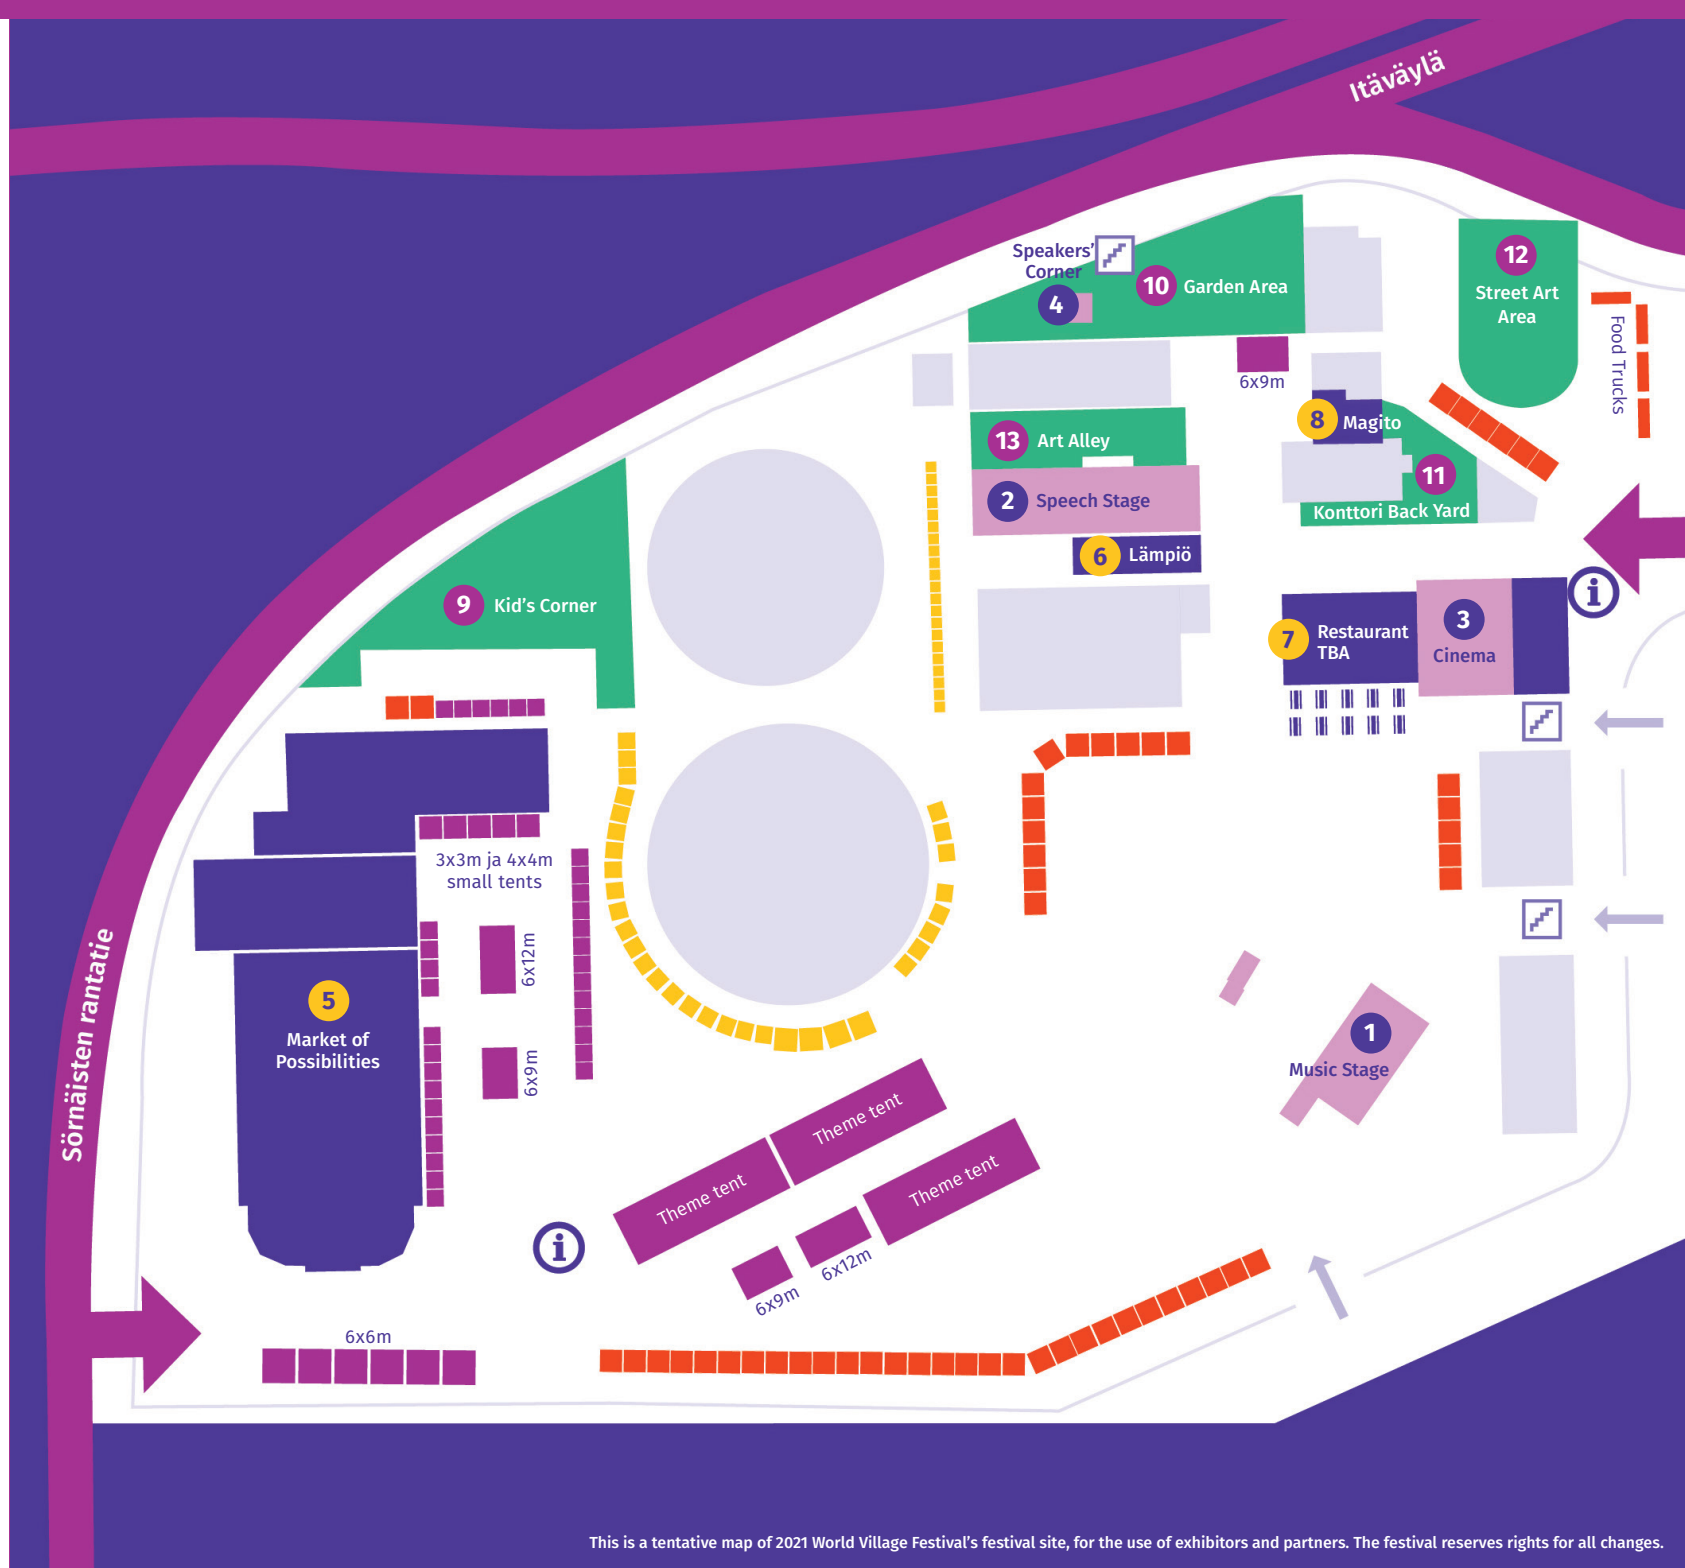 Itäväylä
Speakers'
Corner
4
10 Garden Area
12
Street Art
Area
Food Trucks
6x9m
8 Magito
13 Art Alley
11
2 Speech Stage
Konttori Back Yard
6 Lämpiö
9 Kid's Corner
i
7 Restaurant
TBA
3
Cinema
3x3m ja 4x4m
small tents
6x12m
5
Market of
Possibilities
1
Music Stage
6x9m
Sörnäisten rantatie
Theme tent
Theme tent
Theme tent
i
6x12m
6x9m
6x6m
This is a tentative map of 2021 World Village Festival's festival site, for the use of exhibitors and partners. The festival reserves rights for all changes.